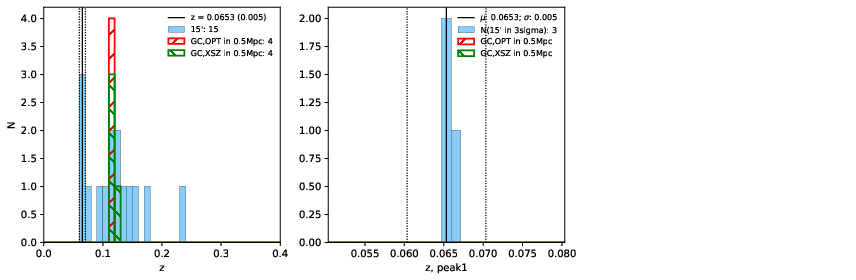 4.0
3.5
3.0
2.5
2.0
1.5
1.0
0.5
0.0
N
0.0 0.1 0.2 0.3 0.4
z
z = 0.0653 (0.005)
15': 15
GC,OPT in 0.5Mpc: 4
GC,XSZ in 0.5Mpc: 4
2.00
1.75
1.50
1.25
1.00
0.75
0.50
0.25
0.00
0.055 0.060 0.065 0.070 0.075 0.080
z, peak1
μ: 0.0653; σ: 0.005
N(15' in 3sigma): 3
GC,OPT in 0.5Mpc
GC,XSZ in 0.5Mpc